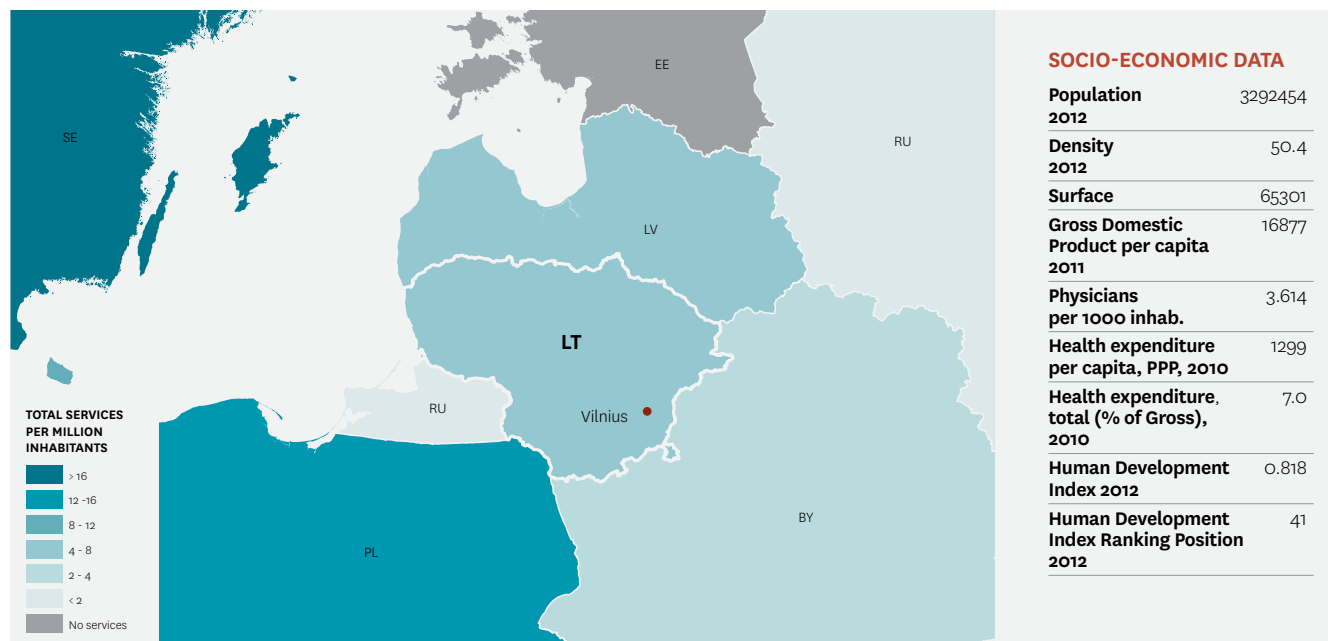 SE
EE
RU
LV
LT
Vilnius
RU
BY
PL
TOTAL SERVICES
PER MILLION
INHABITANTS
> 16
12 -16
8 - 12
4 - 8
2 - 4
< 2
No services
SOCIO-ECONOMIC DATA
Population 3292454
2012
Density 50.4
2012
Surface 65301
Gross Domestic 16877
Product per capita
2011
Physicians 3.614
per 1000 inhab.
Health expenditure 1299
per capita, PPP, 2010
Health expenditure, 7.0
total (% of Gross),
2010
Human Development 0.818
Index 2012
Human Development 41
Index Ranking Position
2012